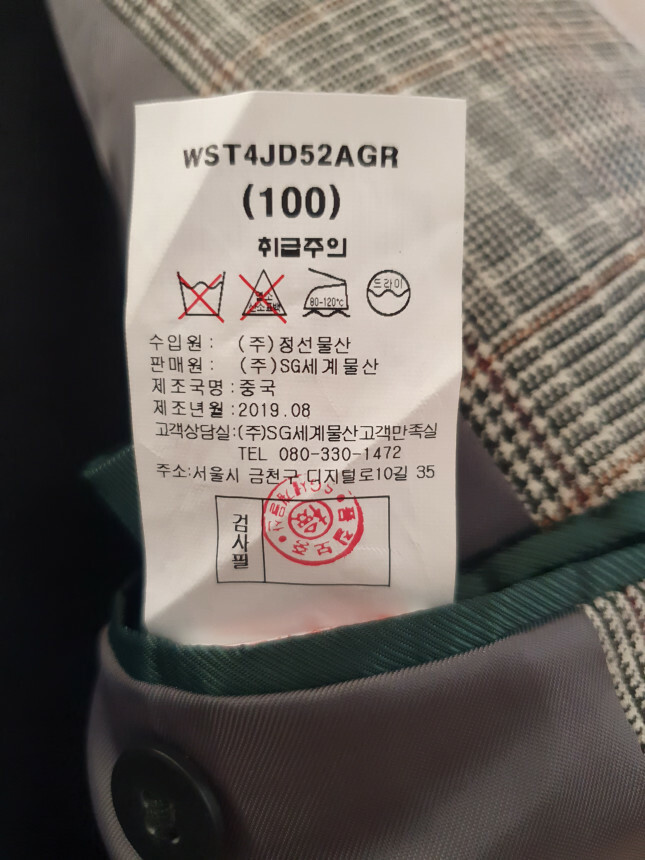 WST4JD52AGR
(100)
취급주의
80-120℃
드라이
수입원 : (주)정선물산
판매원 : (주)SG세계물산
제조국명 : 중국
제조년월 : 2019.08
고객상담실:(주)SG세계물산고객만족실
TEL 080-330-1472
주소:서울시 금천구 디지털로10길 35
검사필